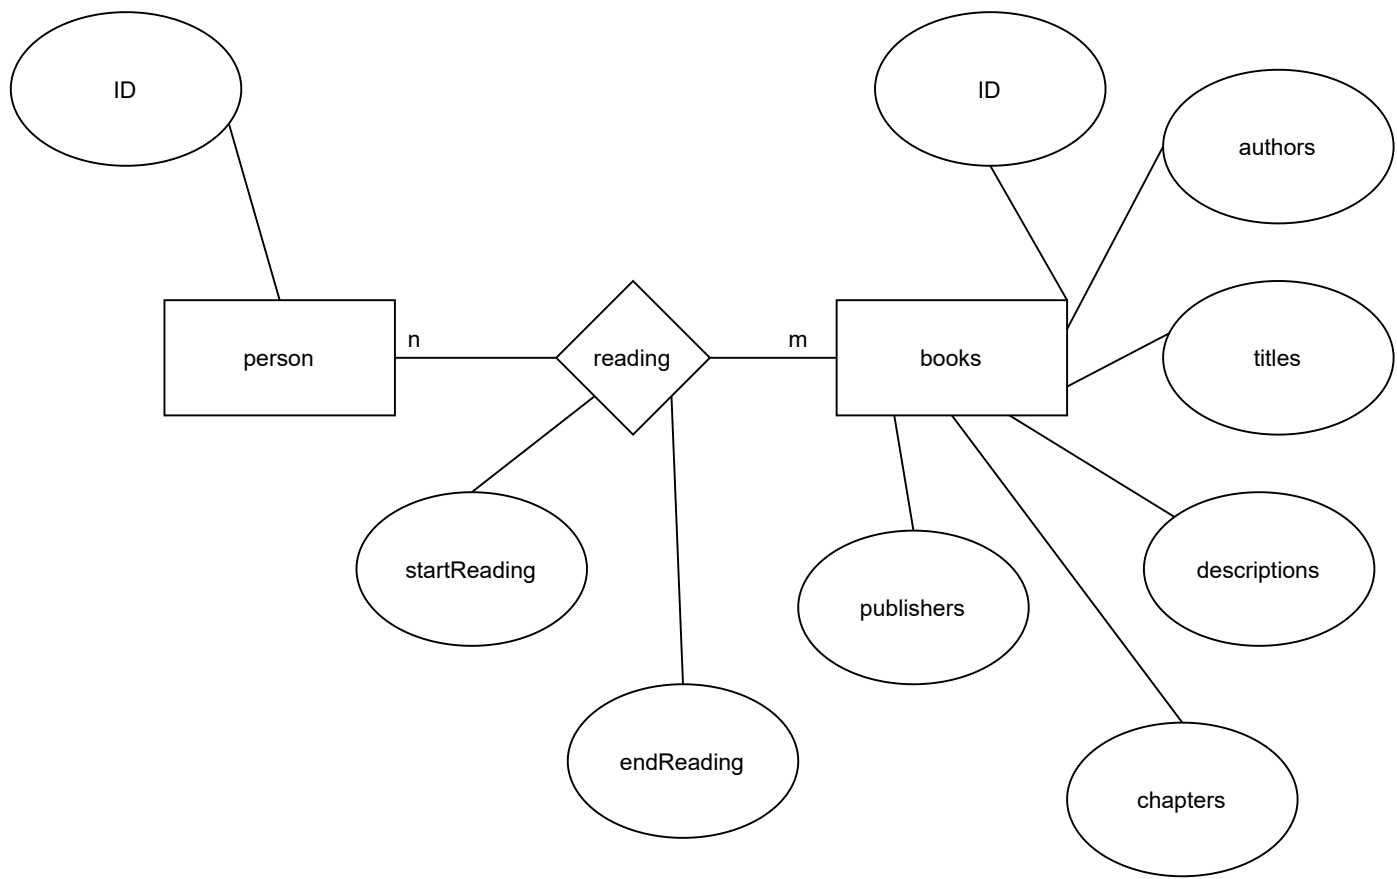 ID
ID
authors
person
n
reading
m
books
titles
startReading
publishers
descriptions
endReading
chapters